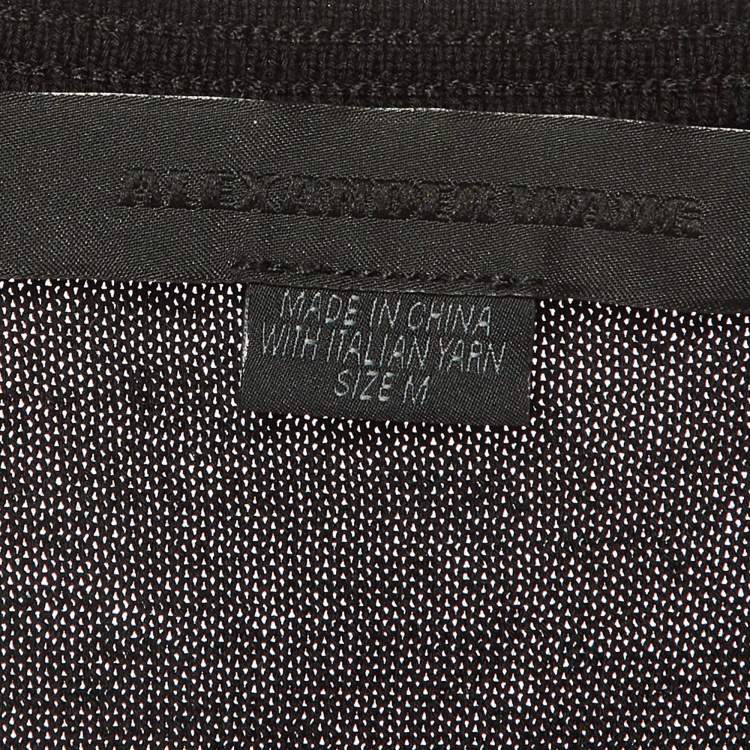 ALEXANDER WANG
MADE IN CHINA
WITH ITALIAN YARN
SIZE M